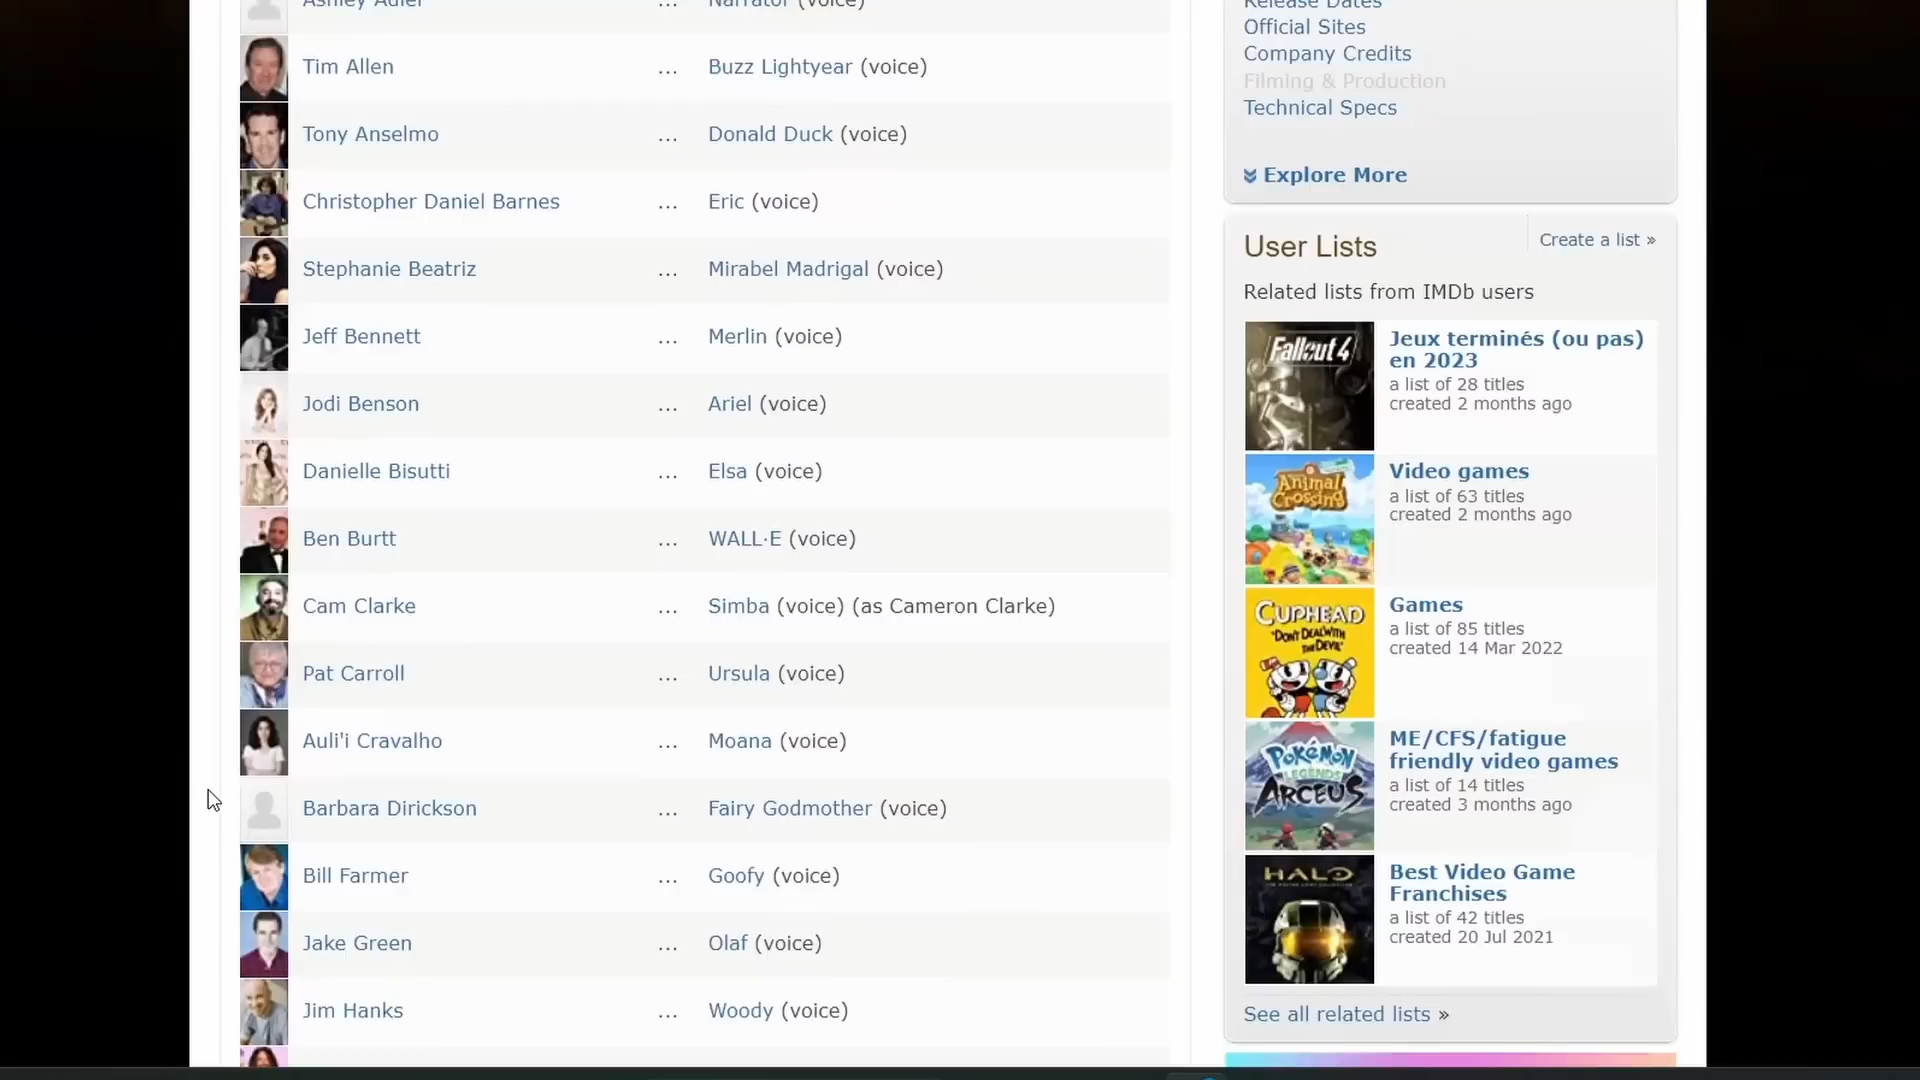 Ashley Adler ... Narrator (voice)
Tim Allen ... Buzz Lightyear (voice)
Tony Anselmo ... Donald Duck (voice)
Christopher Daniel Barnes ... Eric (voice)
Stephanie Beatriz ... Mirabel Madrigal (voice)
Jeff Bennett ... Merlin (voice)
Jodi Benson ... Ariel (voice)
Danielle Bisutti ... Elsa (voice)
Ben Burtt ... WALL·E (voice)
Cam Clarke ... Simba (voice) (as Cameron Clarke)
Pat Carroll ... Ursula (voice)
Auli'i Cravalho ... Moana (voice)
Barbara Dirickson ... Fairy Godmother (voice)
Bill Farmer ... Goofy (voice)
Jake Green ... Olaf (voice)
Jim Hanks ... Woody (voice)
Release Dates
Official Sites
Company Credits
Filming & Production
Technical Specs
Explore More
User Lists
Create a list »
Related lists from IMDb users
Fallout 4
Jeux terminés (ou pas)
en 2023
a list of 28 titles
created 2 months ago
Animal
Crossing
Video games
a list of 63 titles
created 2 months ago
CUPHEAD
"DON'T DEAL WITH
THE DEVIL"
Games
a list of 85 titles
created 14 Mar 2022
POKÉMON
LEGENDS
ARCEUS
ME/CFS/fatigue
friendly video games
a list of 14 titles
created 3 months ago
HALO
Best Video Game
Franchises
a list of 42 titles
created 20 Jul 2021
See all related lists »